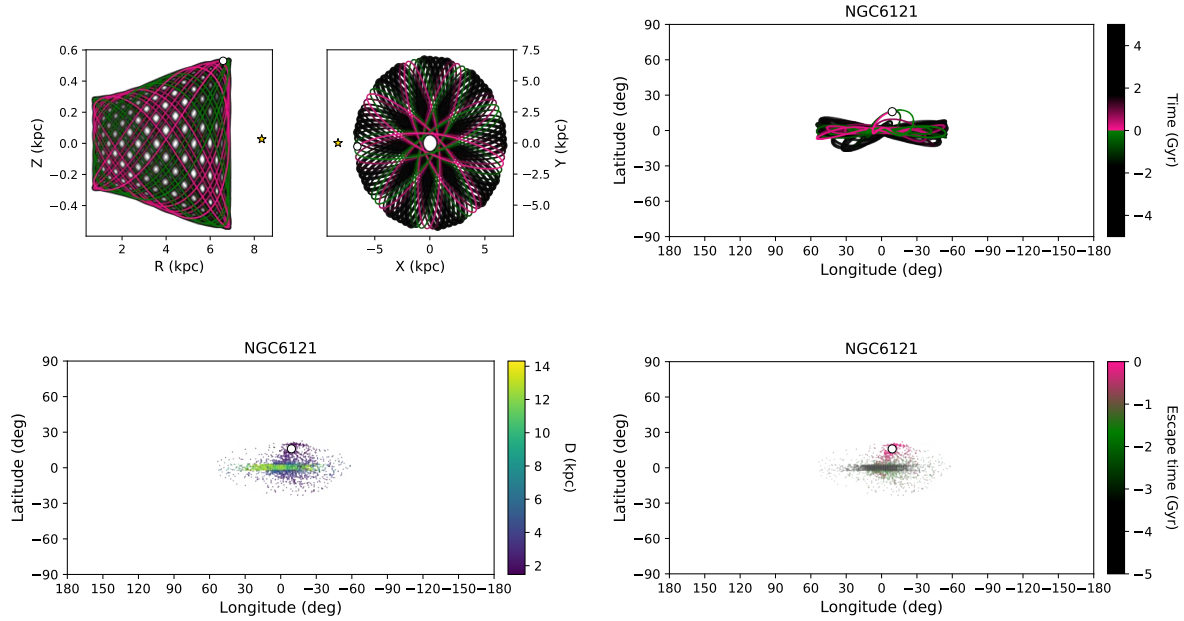 0.6
0.4
0.2
0.0
−0.2
−0.4
Z (kpc)
2 4 6 8
R (kpc)
−5 0 5
X (kpc)
7.5
5.0
2.5
0.0
−2.5
−5.0
Y (kpc)
NGC6121
90
60
30
0
−30
−60
−90
Latitude (deg)
180 150 120 90 60 30 0 −30 −60 −90 −120 −150 −180
Longitude (deg)
4
2
0
−2
−4
Time (Gyr)
NGC6121
90
60
30
0
−30
−60
−90
Latitude (deg)
180 150 120 90 60 30 0 −30 −60 −90 −120 −150 −180
Longitude (deg)
14
12
10
8
6
4
2
D (kpc)
NGC6121
90
60
30
0
−30
−60
−90
Latitude (deg)
180 150 120 90 60 30 0 −30 −60 −90 −120 −150 −180
Longitude (deg)
0
−1
−2
−3
−4
−5
Escape time (Gyr)